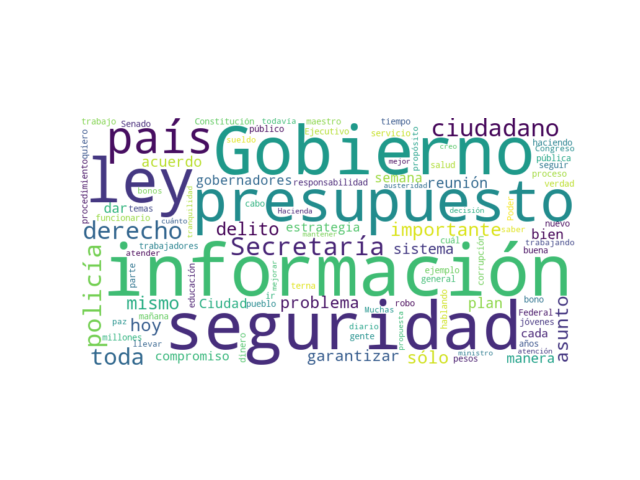 trabajo Senado Constitución todavía maestro tiempo
país Gobierno ciudadano
público Ejecutivo servicio propósito creo haciendo Congreso
procedimiento quiero acuerdo sueldo mejor salud pública seguir
ley gobernadores responsabilidad semana reunión proceso verdad
bonos tranquilidad Hacienda austeridad
dar temas cabo presupuesto decisión Poder
funcionario cuánto
derecho delito estrategia importante saber nuevo bien
mantener cuál trabajando
policía trabajadores Secretaría sistema buena
atender
información
parte educación mejorar ejemplo general corrupción
mismo Ciudad ir pueblo terna problema plan bono asunto
Muchas robo pesos
mañana Federal jóvenes cada
paz hoy seguridad diario propuesta hablando
millones gente años
toda llevar compromiso dinero garantizar sólo ministro atención manera